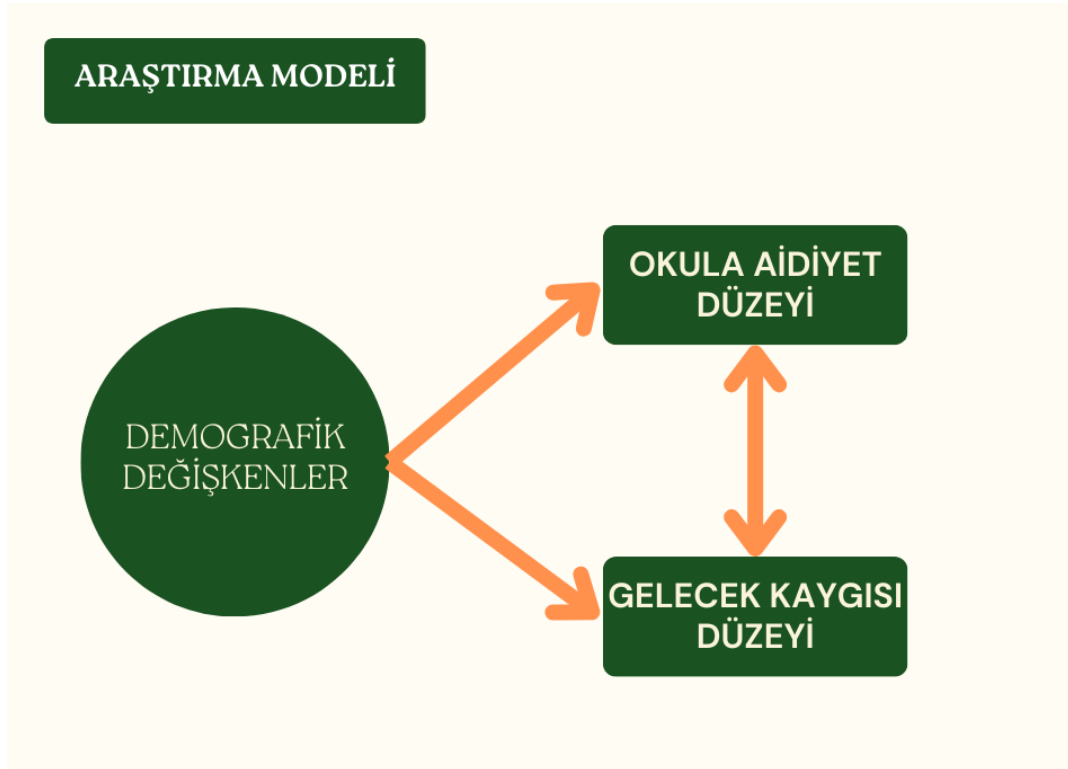 ARAŞTIRMA MODELİ
OKULA AİDİYET
DÜZEYİ
DEMOGRAFİK
DEĞİŞKENLER
GELECEK KAYGISI
DÜZEYİ